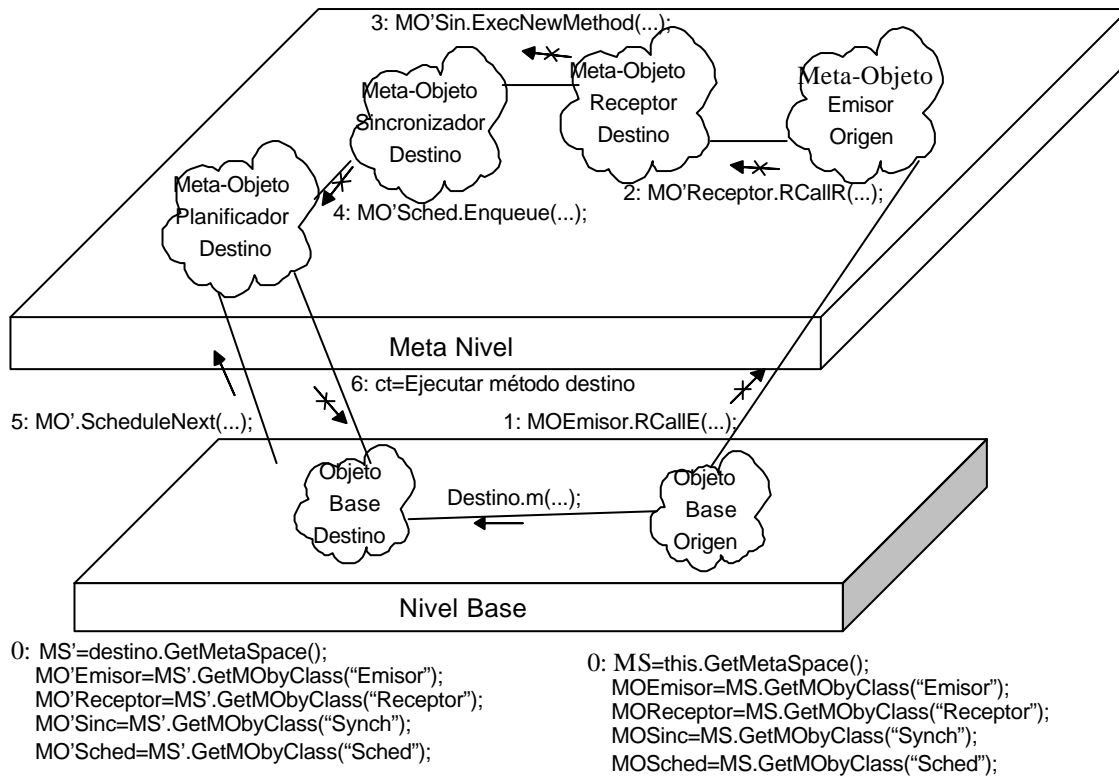 3: MO’Sin.ExecNewMethod(...);
Meta-Objeto
Sincronizador
Destino
Meta-Objeto
Receptor
Destino
Meta-Objeto
Emisor
Origen
2: MO’Receptor.RCallR(...);
4: MO’Sched.Enqueue(...);
Meta-Objeto
Planificador
Destino
Meta Nivel
6: ct=Ejecutar método destino
5: MO’.ScheduleNext(...);
1: MOEmisor.RCallE(...);
Objeto
Base
Destino
Destino.m(...);
Objeto
Base
Origen
Nivel Base
0: MS’=destino.GetMetaSpace();
MO’Emisor=MS’.GetMObyClass(“Emisor”);
MO’Receptor=MS’.GetMObyClass(“Receptor”);
MO’Sinc=MS’.GetMObyClass(“Synch”);
MO’Sched=MS’.GetMObyClass(“Sched”);
0: MS=this.GetMetaSpace();
MOEmisor=MS.GetMObyClass(“Emisor”);
MOReceptor=MS.GetMObyClass(“Receptor”);
MOSinc=MS.GetMObyClass(“Synch”);
MOSched=MS.GetMObyClass(“Sched”);